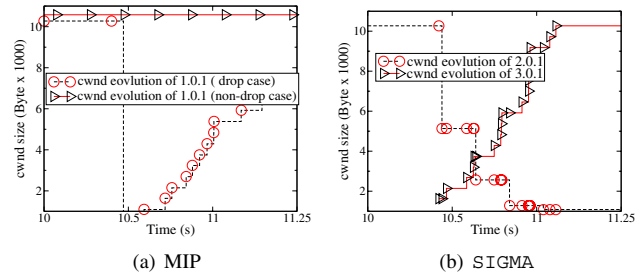 10
8
6
4
2
cwnd size (Byte x 1000)
cwnd eovlution of 1.0.1 ( drop case)
cwnd evolution of 1.0.1 (non-drop case)
10 10.5 11 11.25
Time (s)
(a) MIP
10
8
6
4
2
cwnd size (Byte x 1000)
cwnd eovlution of 2.0.1
cwnd evolution of 3.0.1
10 10.5 11 11.25
Time (s)
(b) SIGMA